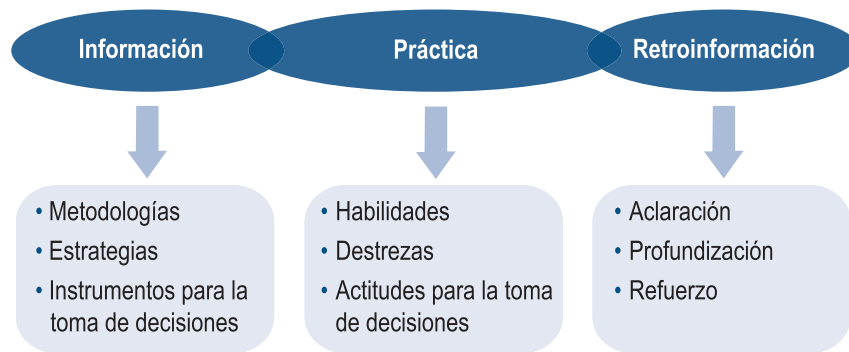 Información
Práctica
Retroinformación
• Metodologías
• Estrategias
• Instrumentos para la
toma de decisiones
• Habilidades
• Destrezas
• Actitudes para la toma
de decisiones
• Aclaración
• Profundización
• Refuerzo